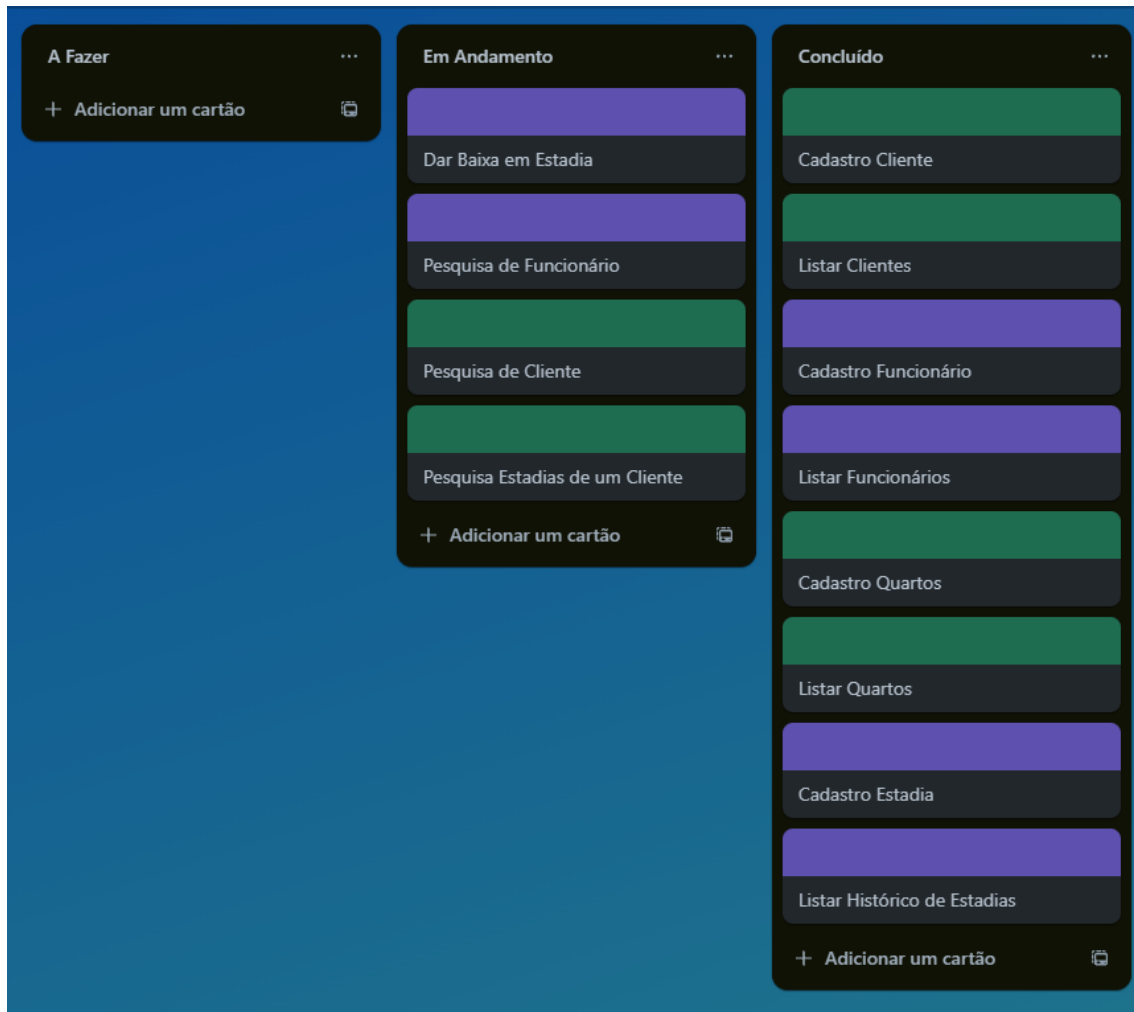 A Fazer
+ Adicionar um cartão
Em Andamento
Dar Baixa em Estadia
Pesquisa de Funcionário
Pesquisa de Cliente
Pesquisa Estadias de um Cliente
+ Adicionar um cartão
Concluído
Cadastro Cliente
Listar Clientes
Cadastro Funcionário
Listar Funcionários
Cadastro Quartos
Listar Quartos
Cadastro Estadia
Listar Histórico de Estadias
+ Adicionar um cartão